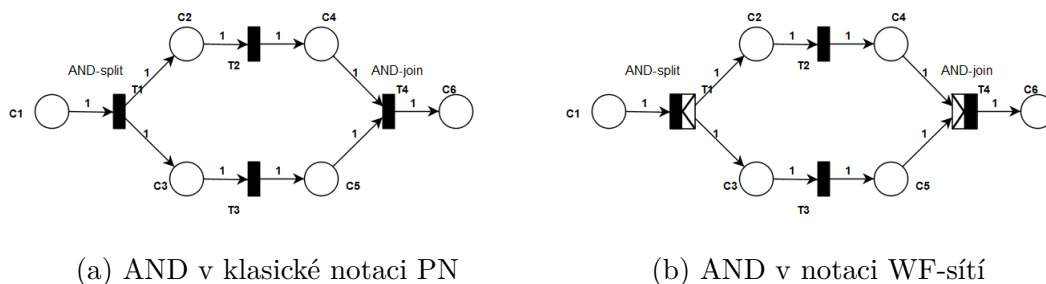 C2
C4
1
1
AND-split
T2
AND-join
1
1
T1
T4
C6
C1
1
1
1
1
1
1
C3
T3
C5
C2
C4
1
1
AND-split
T2
AND-join
1
1
T1
T4
C6
C1
1
1
1
1
1
1
C3
T3
C5
(a) AND v klasické notaci PN
(b) AND v notaci WF-sítí